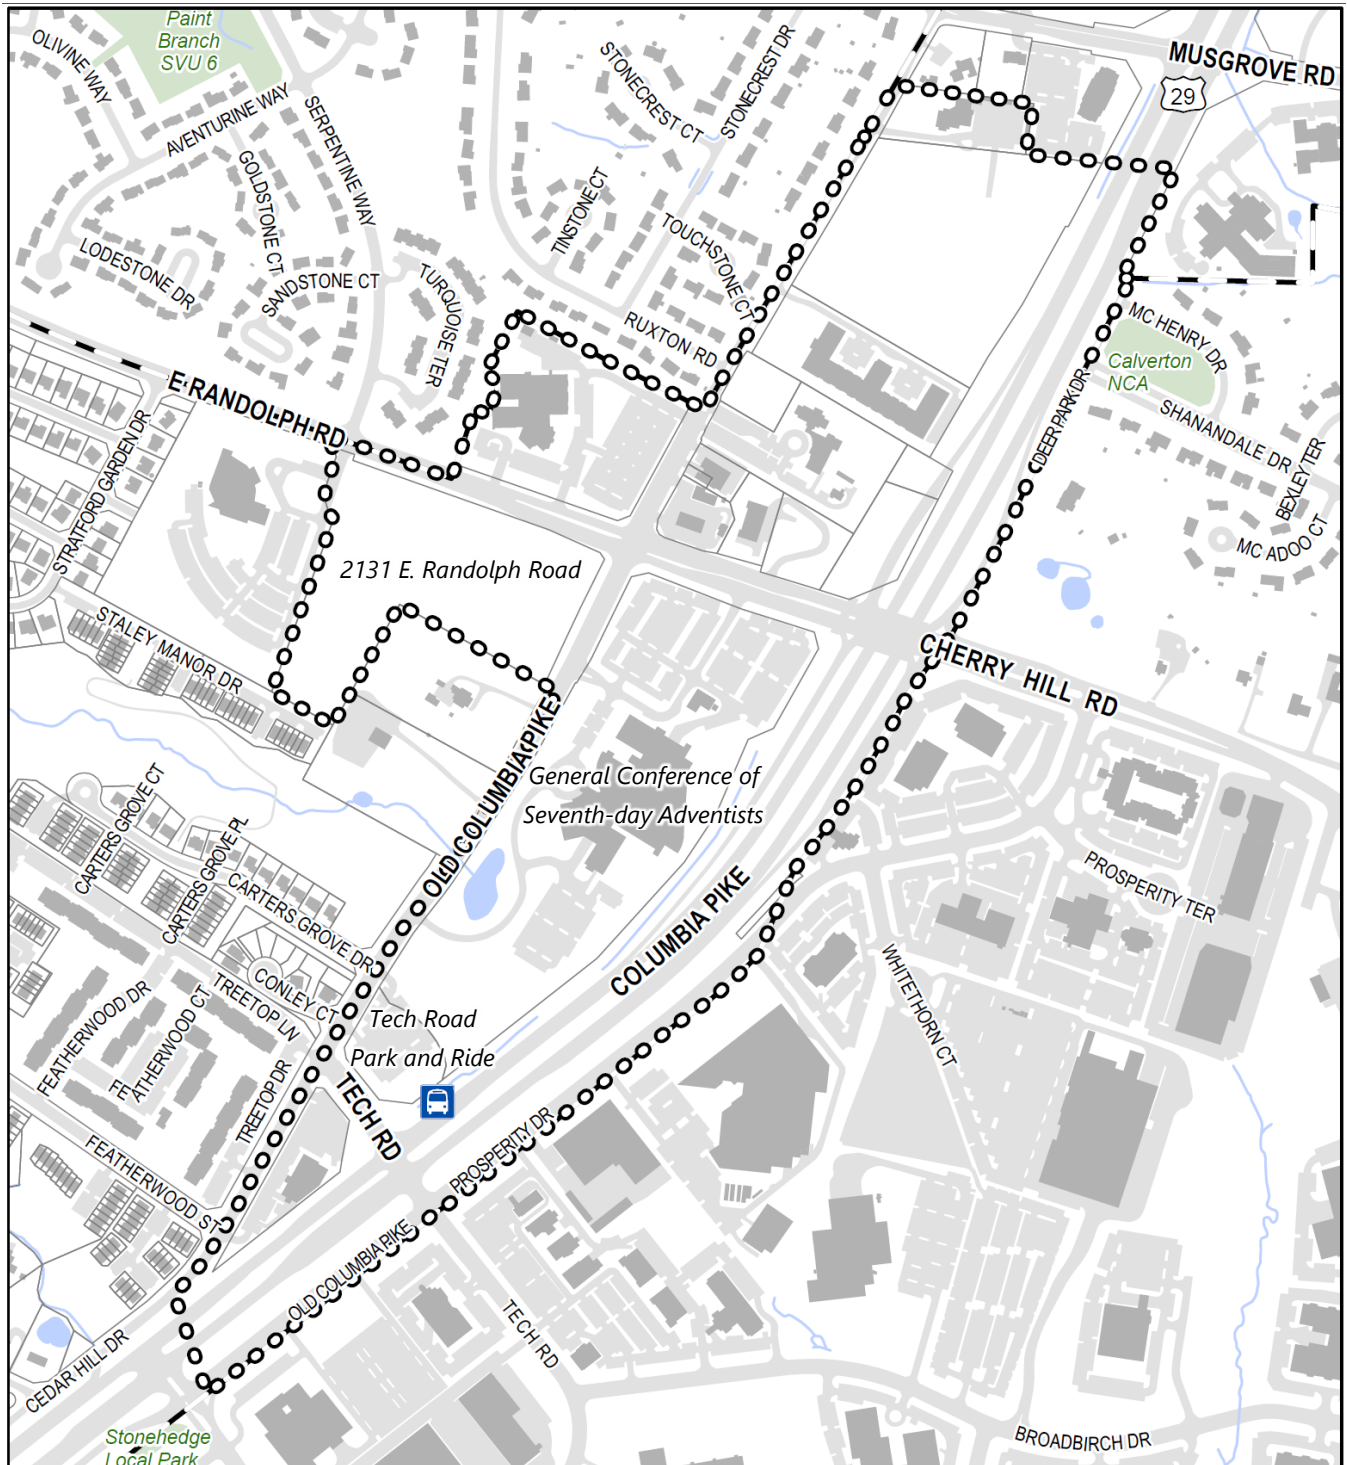 Paint
Branch
SVU 6
OLIVINE WAY
AVENTURINE WAY
SERPENTINE WAY
GOLDSTONE CT
LODESTONE DR
SANDSTONE CT
TURQUOISE TER
STONECREST CT
STONECREST DR
TINSTONE CT
TOUCHSTONE CT
RUXTON RD
MUSGROVE RD
29
MC HENRY DR
Calverton
NCA
DEER PARK DR
SHANANDALE DR
BEXLEY TER
MC ADOO CT
E RANDOLPH RD
STRATFORD GARDEN DR
2131 E. Randolph Road
STALEY MANOR DR
CHERRY HILL RD
OLD COLUMBIA PIKE
General Conference of
Seventh-day Adventists
CARTERS GROVE CT
CARTERS GROVE PL
CARTERS GROVE DR
COLUMBIA PIKE
PROSPERITY TER
WHITETHORN CT
CONLEY CT
TREETOP LN
FEATHERWOOD DR
FEATHERWOOD CT
TREETOP DR
Tech Road
Park and Ride
TECH RD
PROSPERITY DR
FEATHERWOOD ST
OLD COLUMBIA PIKE
TECH RD
CEDAR HILL DR
Stonehedge
Local Park
BROADBIRCH DR